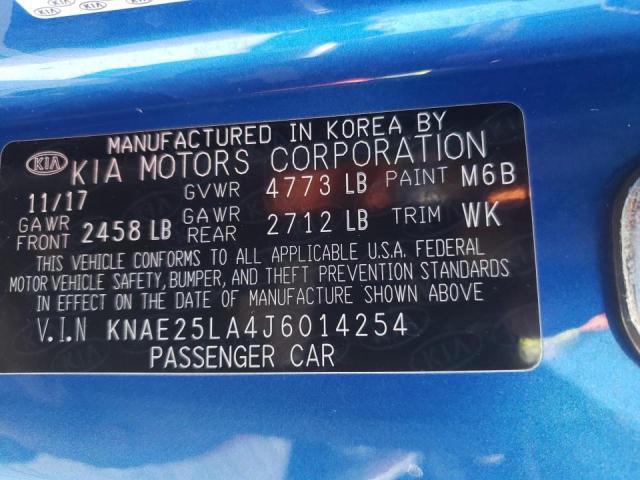 KIA KIA
MANUFACTURED IN KOREA BY
KIA KIA MOTORS CORPORATION
11/17 GVWR 4773 LB PAINT M6B
GAWR FRONT 2458 LB GAWR REAR 2712 LB TRIM WK
THIS VEHICLE CONFORMS TO ALL APPLICABLE U.S.A. FEDERAL
MOTOR VEHICLE SAFETY, BUMPER, AND THEFT PREVENTION STANDARDS
IN EFFECT ON THE DATE OF MANUFACTURE SHOWN ABOVE
V.I.N KNAE25LA4J6014254
PASSENGER CAR